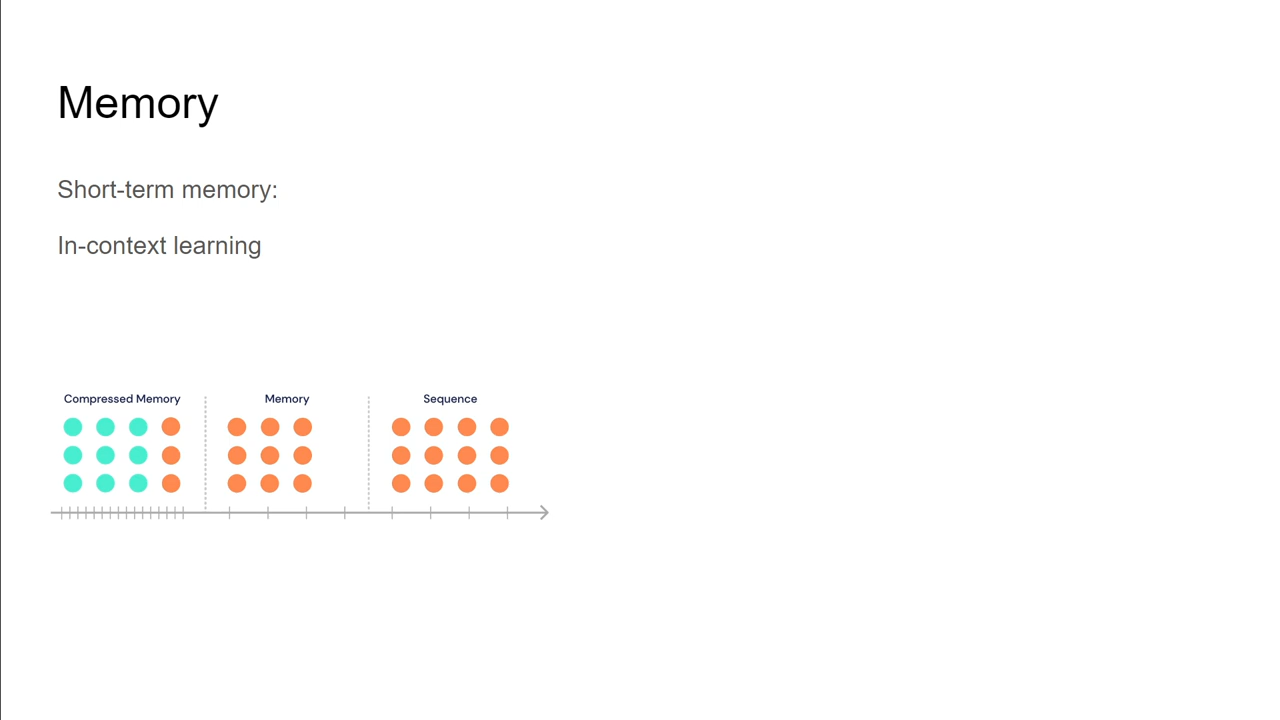 Memory
Short-term memory:
In-context learning
Compressed Memory
Memory
Sequence